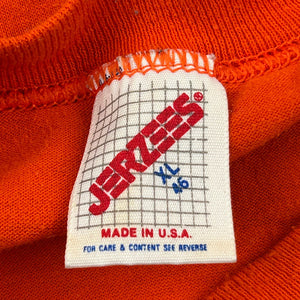 JERZEES®
XL
46
MADE IN U.S.A.
FOR CARE & CONTENT SEE REVERSE